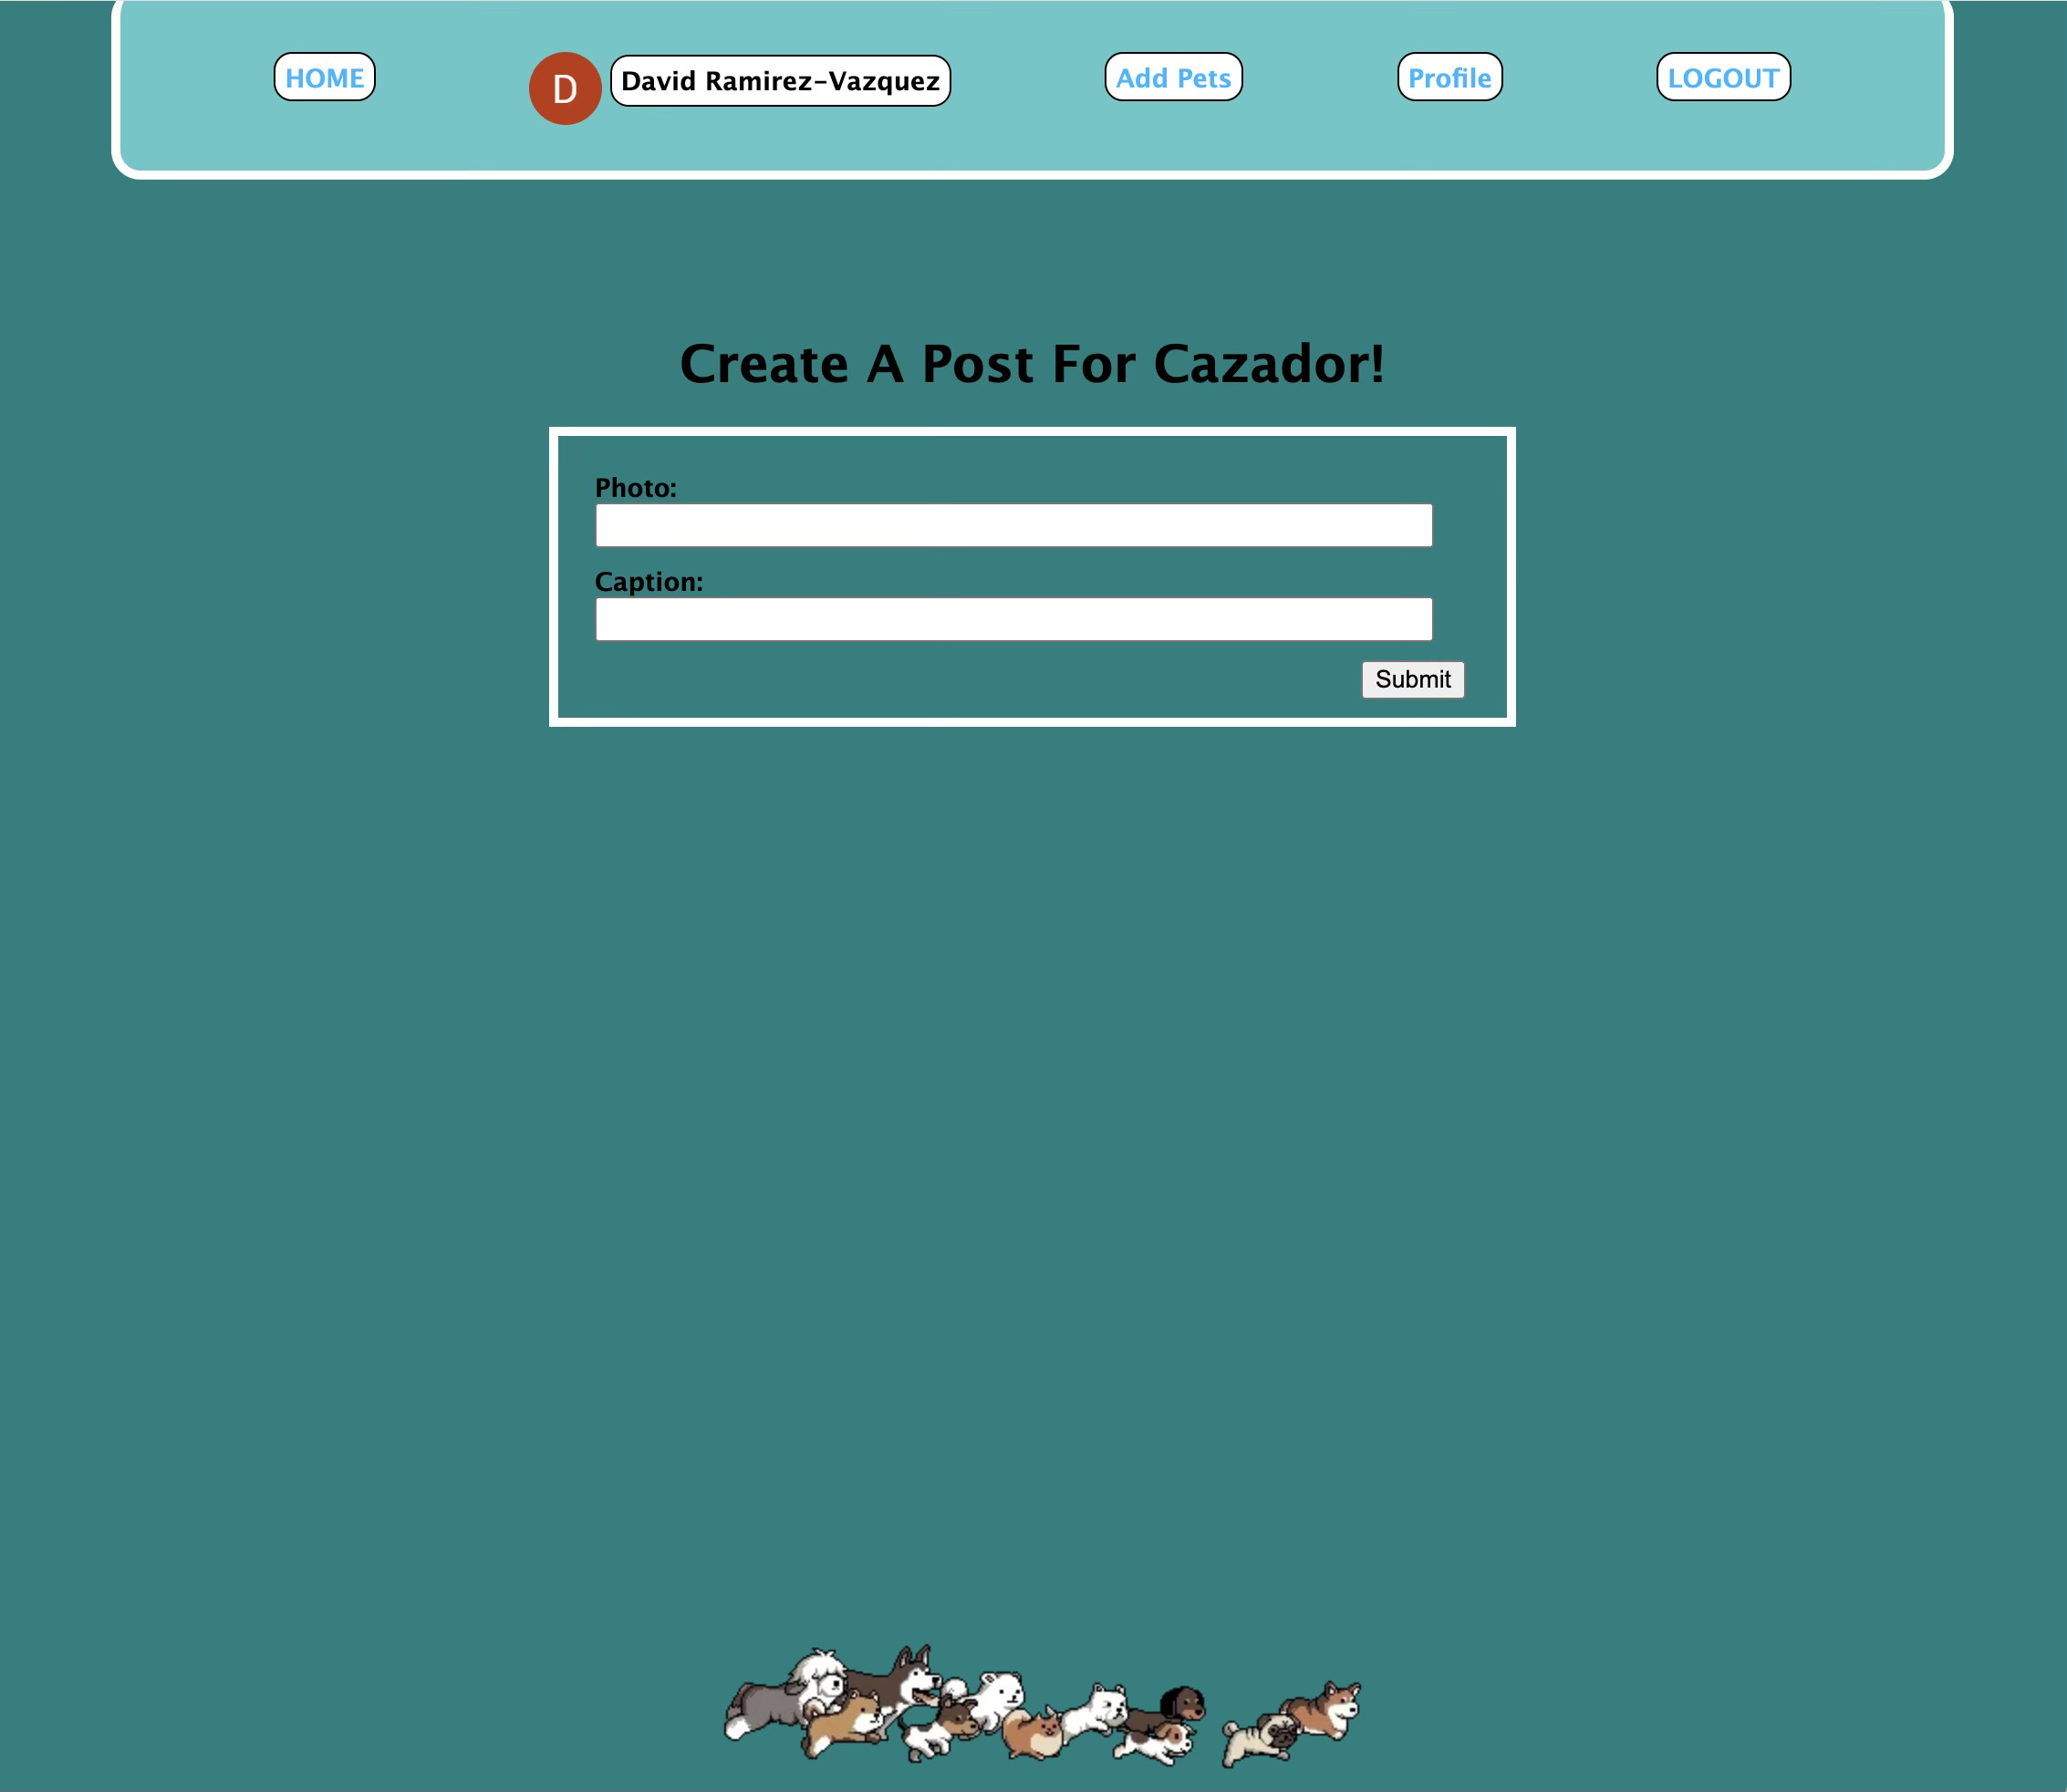 HOME
D
David Ramirez-Vazquez
Add Pets
Profile
LOGOUT
Create A Post For Cazador!
Photo:
Caption:
Submit